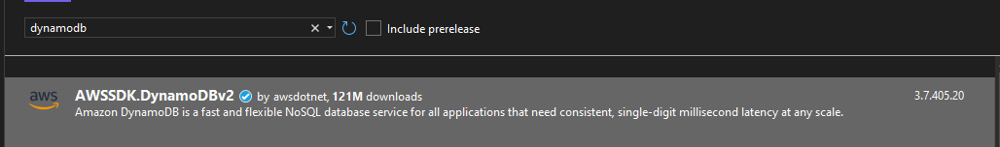 dynamodb
Include prerelease
aws
AWSSDK.DynamoDBv2 by awsdotnet, 121M downloads
3.7.405.20
Amazon DynamoDB is a fast and flexible NoSQL database service for all applications that need consistent, single-digit millisecond latency at any scale.